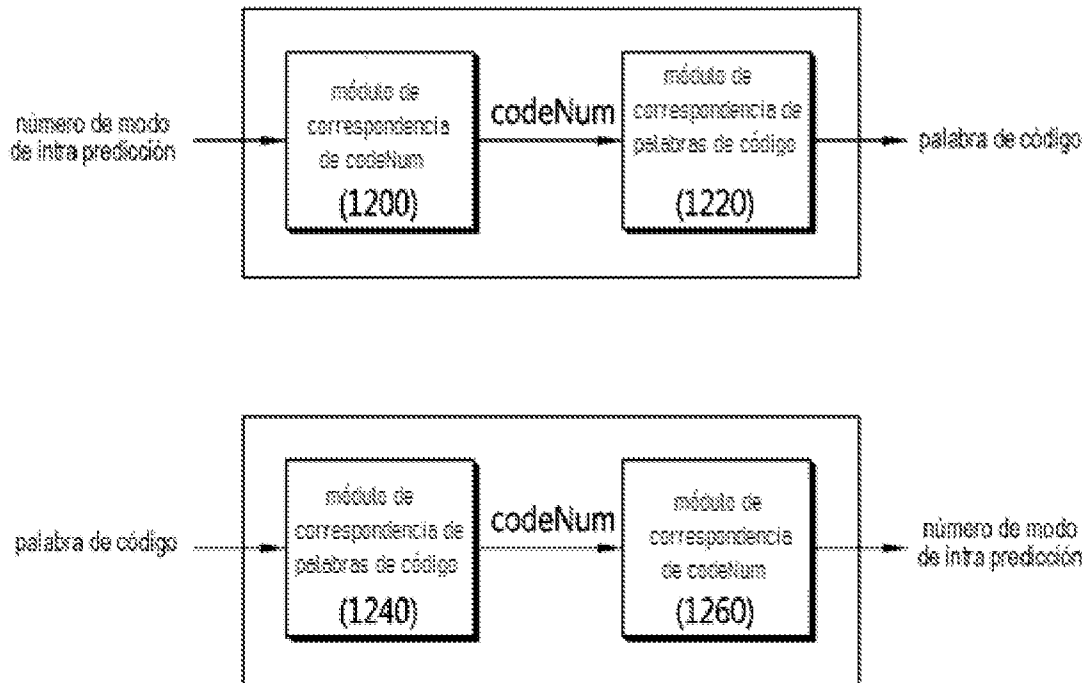 número de modo
de intra predicción
módulo de
correspondencia
de codeNum
(1200)
codeNum
módulo de
correspondencia de
palabras de código
(1220)
palabra de código
palabra de código
módulo de
correspondencia de
palabras de código
(1240)
codeNum
módulo de
correspondencia
de codeNum
(1260)
número de modo
de intra predicción